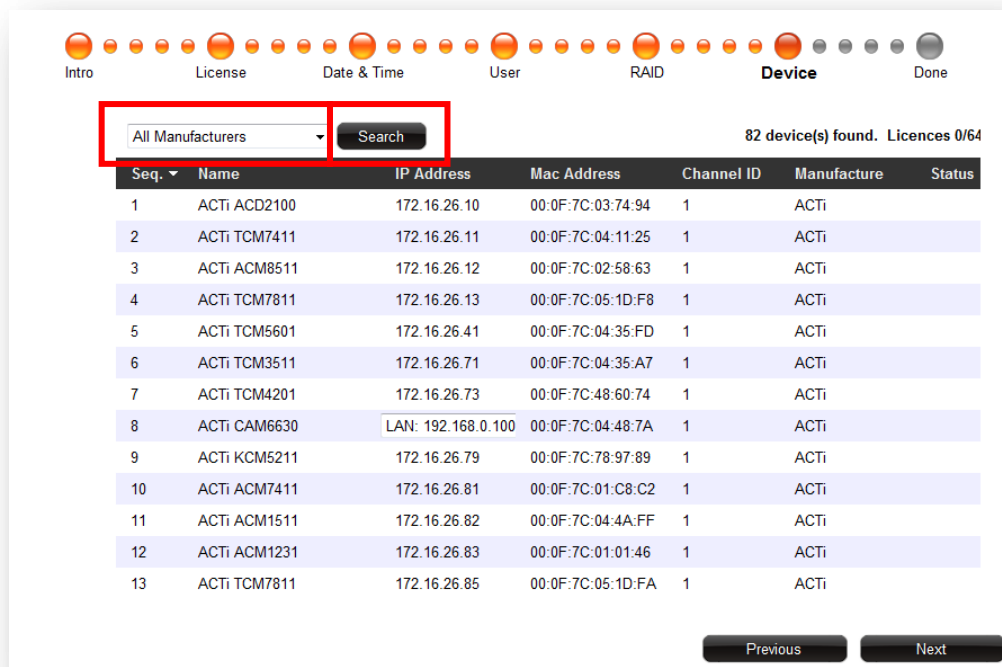 Intro License Date & Time User RAID Device Done
All Manufacturers Search 82 device(s) found. Licences 0/64
Seq. Name IP Address Mac Address Channel ID Manufacture Status
1 ACTi ACD2100 172.16.26.10 00:0F:7C:03:74:94 1 ACTi
2 ACTi TCM7411 172.16.26.11 00:0F:7C:04:11:25 1 ACTi
3 ACTi ACM8511 172.16.26.12 00:0F:7C:02:58:63 1 ACTi
4 ACTi TCM7811 172.16.26.13 00:0F:7C:05:1D:F8 1 ACTi
5 ACTi TCM5601 172.16.26.41 00:0F:7C:04:35:FD 1 ACTi
6 ACTi TCM3511 172.16.26.71 00:0F:7C:04:35:A7 1 ACTi
7 ACTi TCM4201 172.16.26.73 00:0F:7C:48:60:74 1 ACTi
8 ACTi CAM6630 LAN: 192.168.0.100 00:0F:7C:04:48:7A 1 ACTi
9 ACTi KCM5211 172.16.26.79 00:0F:7C:78:97:89 1 ACTi
10 ACTi ACM7411 172.16.26.81 00:0F:7C:01:C8:C2 1 ACTi
11 ACTi ACM1511 172.16.26.82 00:0F:7C:04:4A:FF 1 ACTi
12 ACTi ACM1231 172.16.26.83 00:0F:7C:01:01:46 1 ACTi
13 ACTi TCM7811 172.16.26.85 00:0F:7C:05:1D:FA 1 ACTi
Previous Next